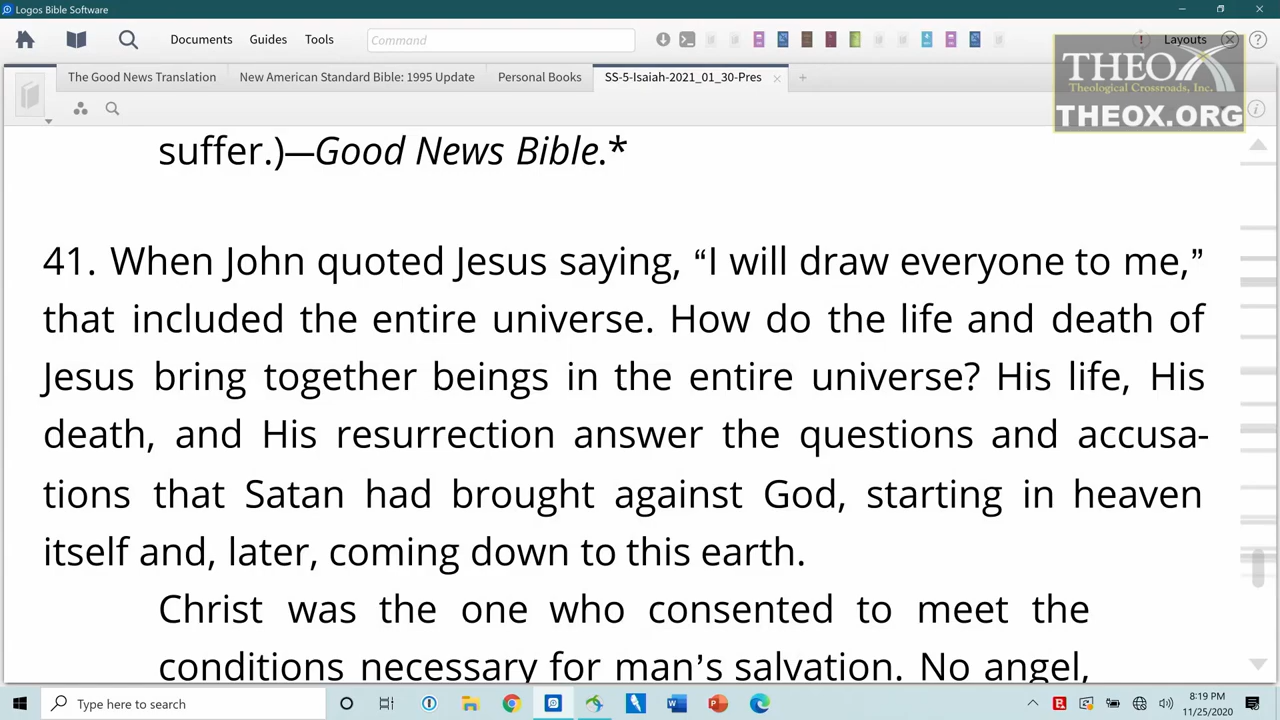 Logos Bible Software
Documents Guides Tools Command Layouts
THEOX
Theological Crossroads, Inc.
THEOX.ORG
The Good News Translation New American Standard Bible: 1995 Update Personal Books SS-5-Isaiah-2021_01_30-Pres
suffer.)—Good News Bible.*
41. When John quoted Jesus saying, “I will draw everyone to me,”
that included the entire universe. How do the life and death of
Jesus bring together beings in the entire universe? His life, His
death, and His resurrection answer the questions and accusa-
tions that Satan had brought against God, starting in heaven
itself and, later, coming down to this earth.
Christ was the one who consented to meet the
conditions necessary for man’s salvation. No angel,
Type here to search
8:19 PM
11/25/2020